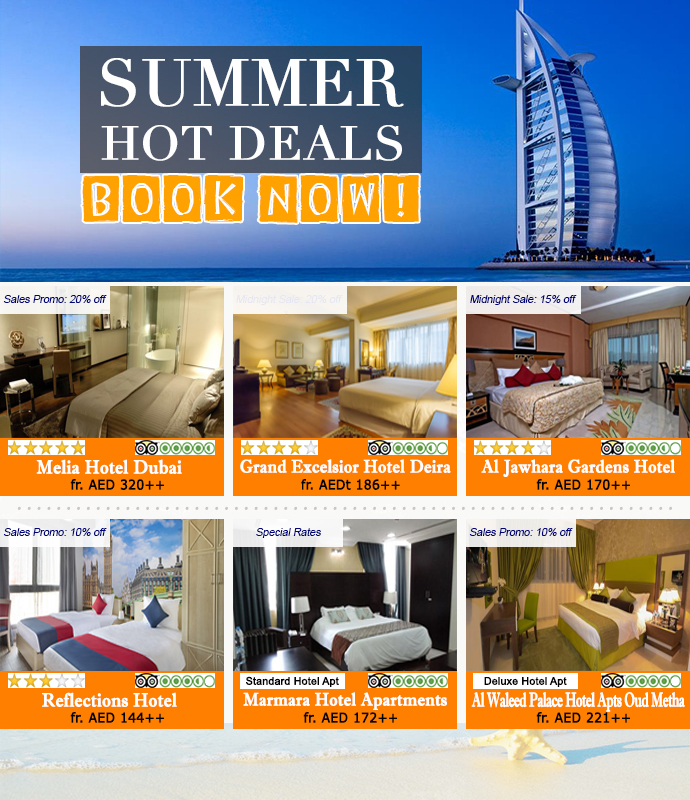 SUMMER
HOT DEALS
BOOK NOW!
Sales Promo: 20% off
Midnight Sale: 20% off
Midnight Sale: 15% off
Melia Hotel Dubai
fr. AED 320++
Grand Excelsior Hotel Deira
fr. AEDt 186++
Al Jawhara Gardens Hotel
fr. AED 170++
Sales Promo: 10% off
Special Rates
Sales Promo: 10% off
Reflections Hotel
fr. AED 144++
Standard Hotel Apt
Marmara Hotel Apartments
fr. AED 172++
Deluxe Hotel Apt
Al Waleed Palace Hotel Apts Oud Metha
fr. AED 221++